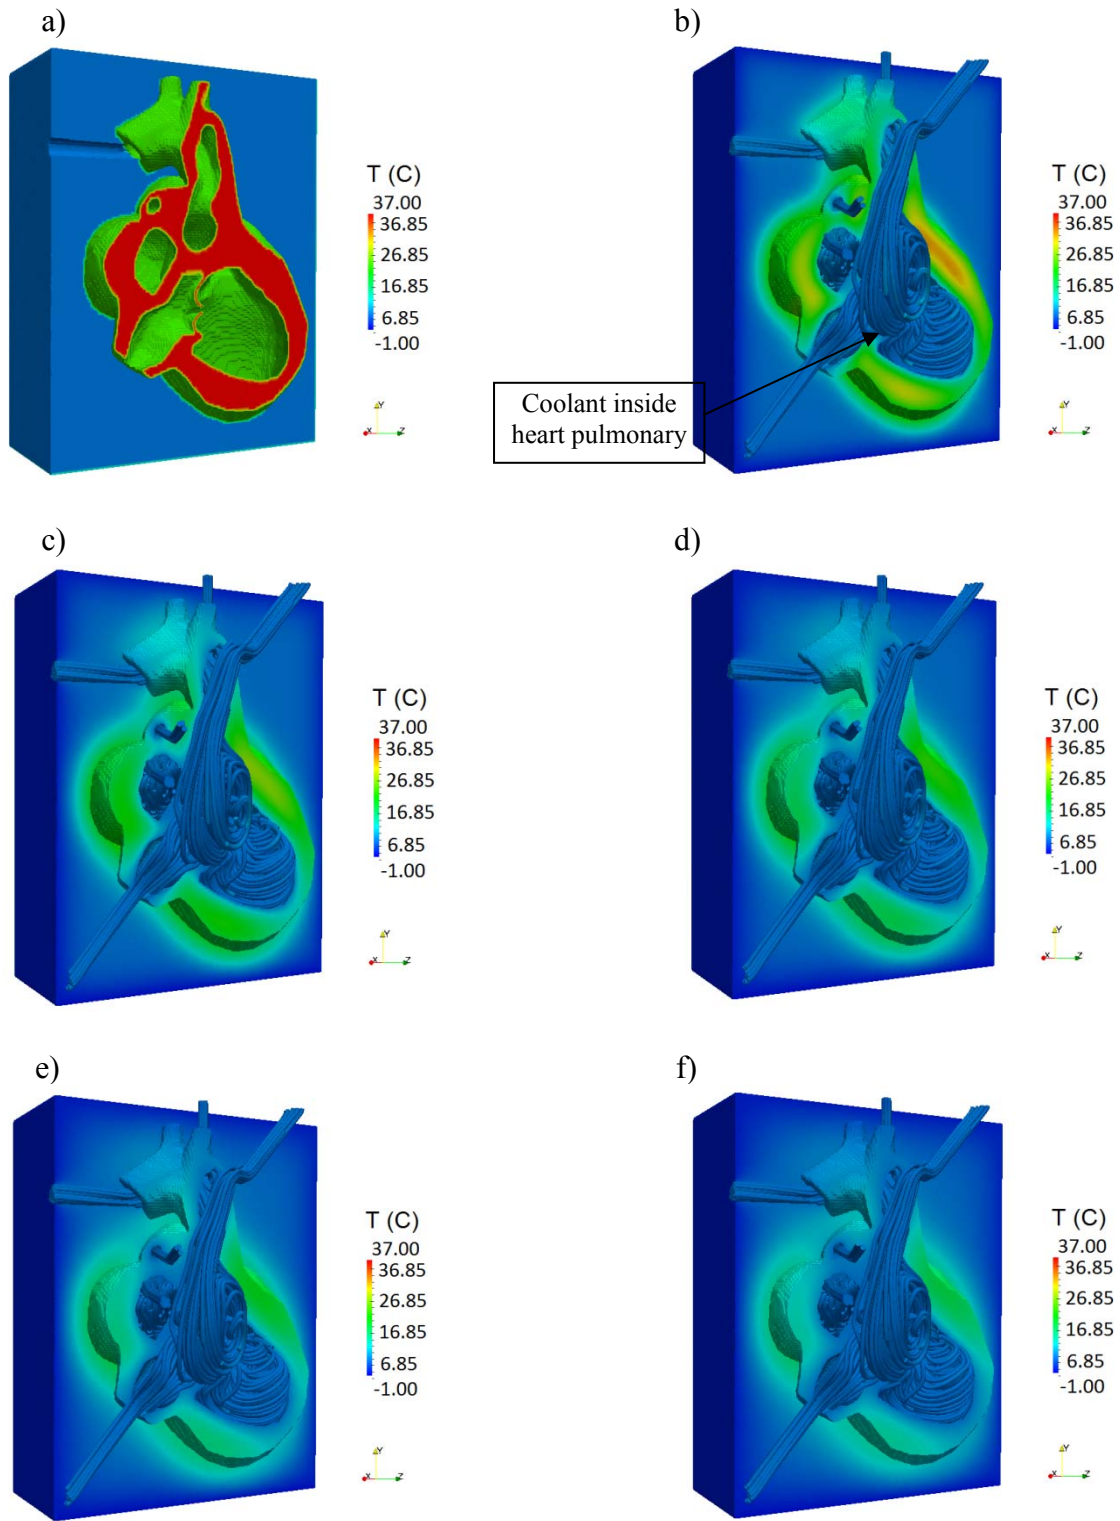 a)
T (C)
37.00
36.85
26.85
16.85
6.85
-1.00
Y
X
Z
b)
T (C)
37.00
36.85
26.85
16.85
6.85
-1.00
Coolant inside
heart pulmonary
Y
X
Z
c)
T (C)
37.00
36.85
26.85
16.85
6.85
-1.00
Y
X
Z
d)
T (C)
37.00
36.85
26.85
16.85
6.85
-1.00
Y
X
Z
e)
T (C)
37.00
36.85
26.85
16.85
6.85
-1.00
Y
X
Z
f)
T (C)
37.00
36.85
26.85
16.85
6.85
-1.00
Y
X
Z